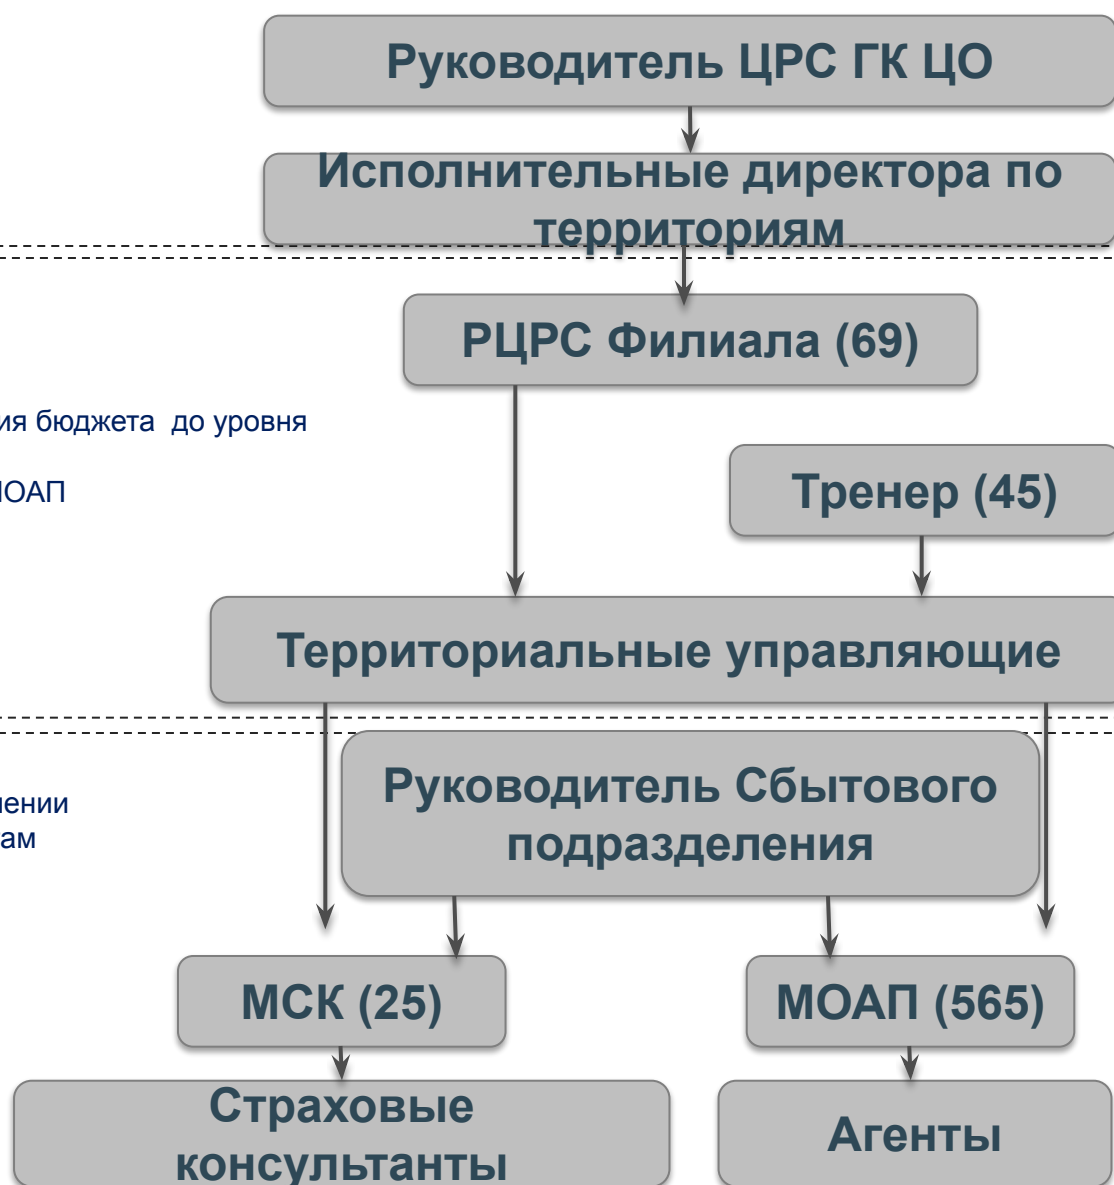 Руководитель ЦРС ГК ЦО
Исполнительные директора по
территориям
РЦРС Филиала (69)
ия бюджета до уровня
ІОАП
Тренер (45)
Территориальные управляющие
Руководитель Сбытового
подразделения
лении
ам
МСК (25)
МОАП (565)
Страховые
консультанты
Агенты